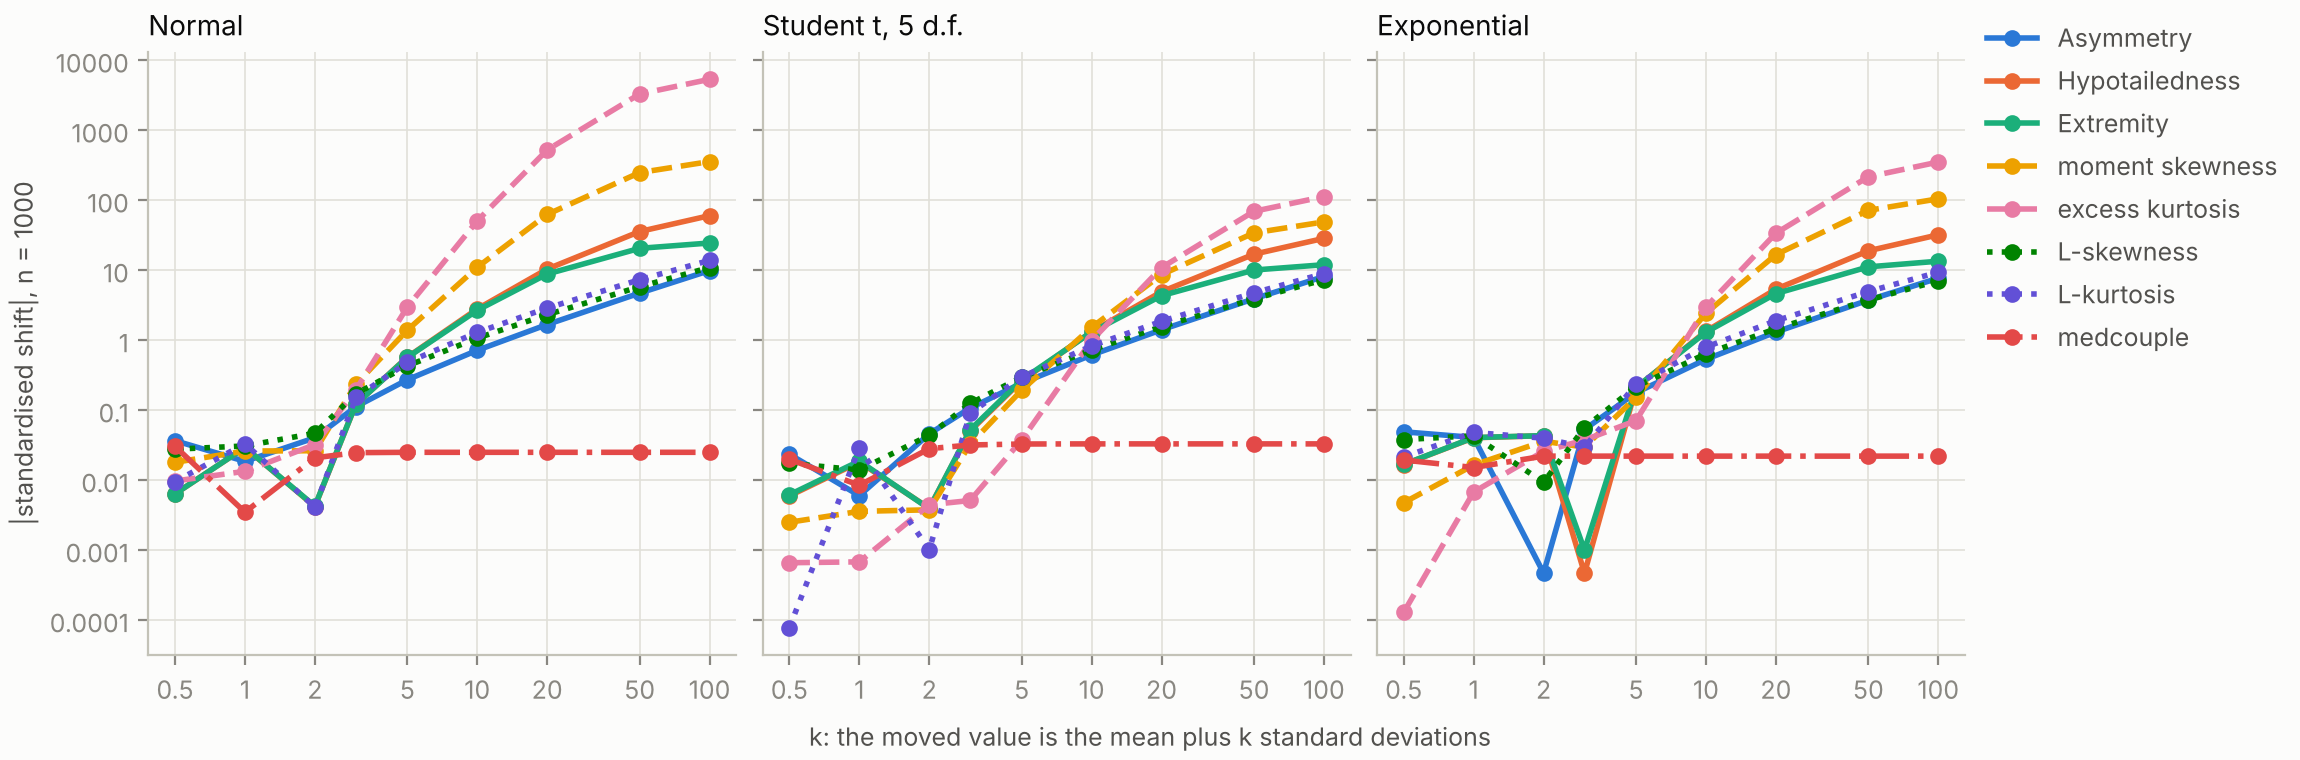 Normal
Student t, 5 d.f.
Exponential
Asymmetry
Hypotailedness
Extremity
moment skewness
excess kurtosis
L-skewness
L-kurtosis
medcouple
|standardised shift|, n = 1000
10000
1000
100
10
1
0.1
0.01
0.001
0.0001
0.5 1 2 5 10 20 50 100
0.5 1 2 5 10 20 50 100
0.5 1 2 5 10 20 50 100
k: the moved value is the mean plus k standard deviations